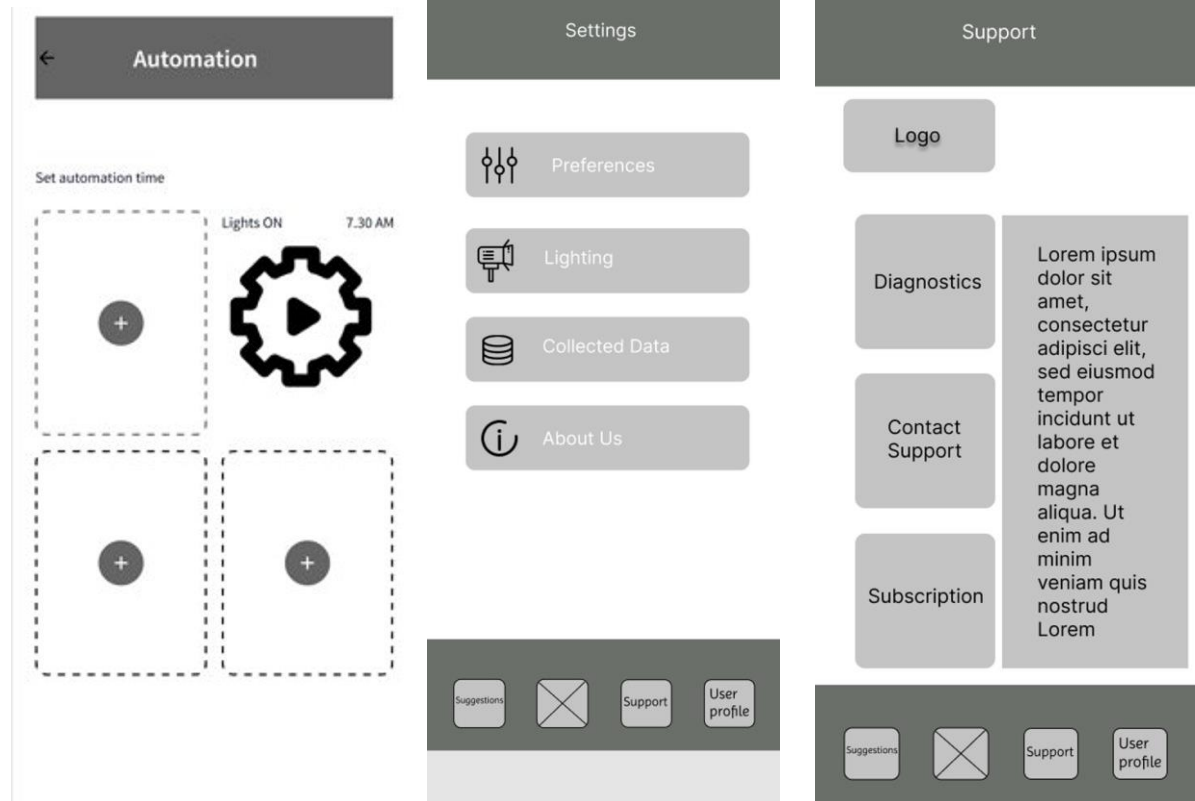 Automation
Set automation time
Lights ON 7.30 AM
+
+
+
Settings
Preferences
Lighting
Collected Data
About Us
Suggestions
Support
User
profile
Support
Logo
Diagnostics
Contact
Support
Subscription
Lorem ipsum
dolor sit
amet,
consectetur
adipisci elit,
sed eiusmod
tempor
incidunt ut
labore et
dolore
magna
aliqua. Ut
enim ad
minim
veniam quis
nostrud
Lorem
Suggestions
Support
User
profile